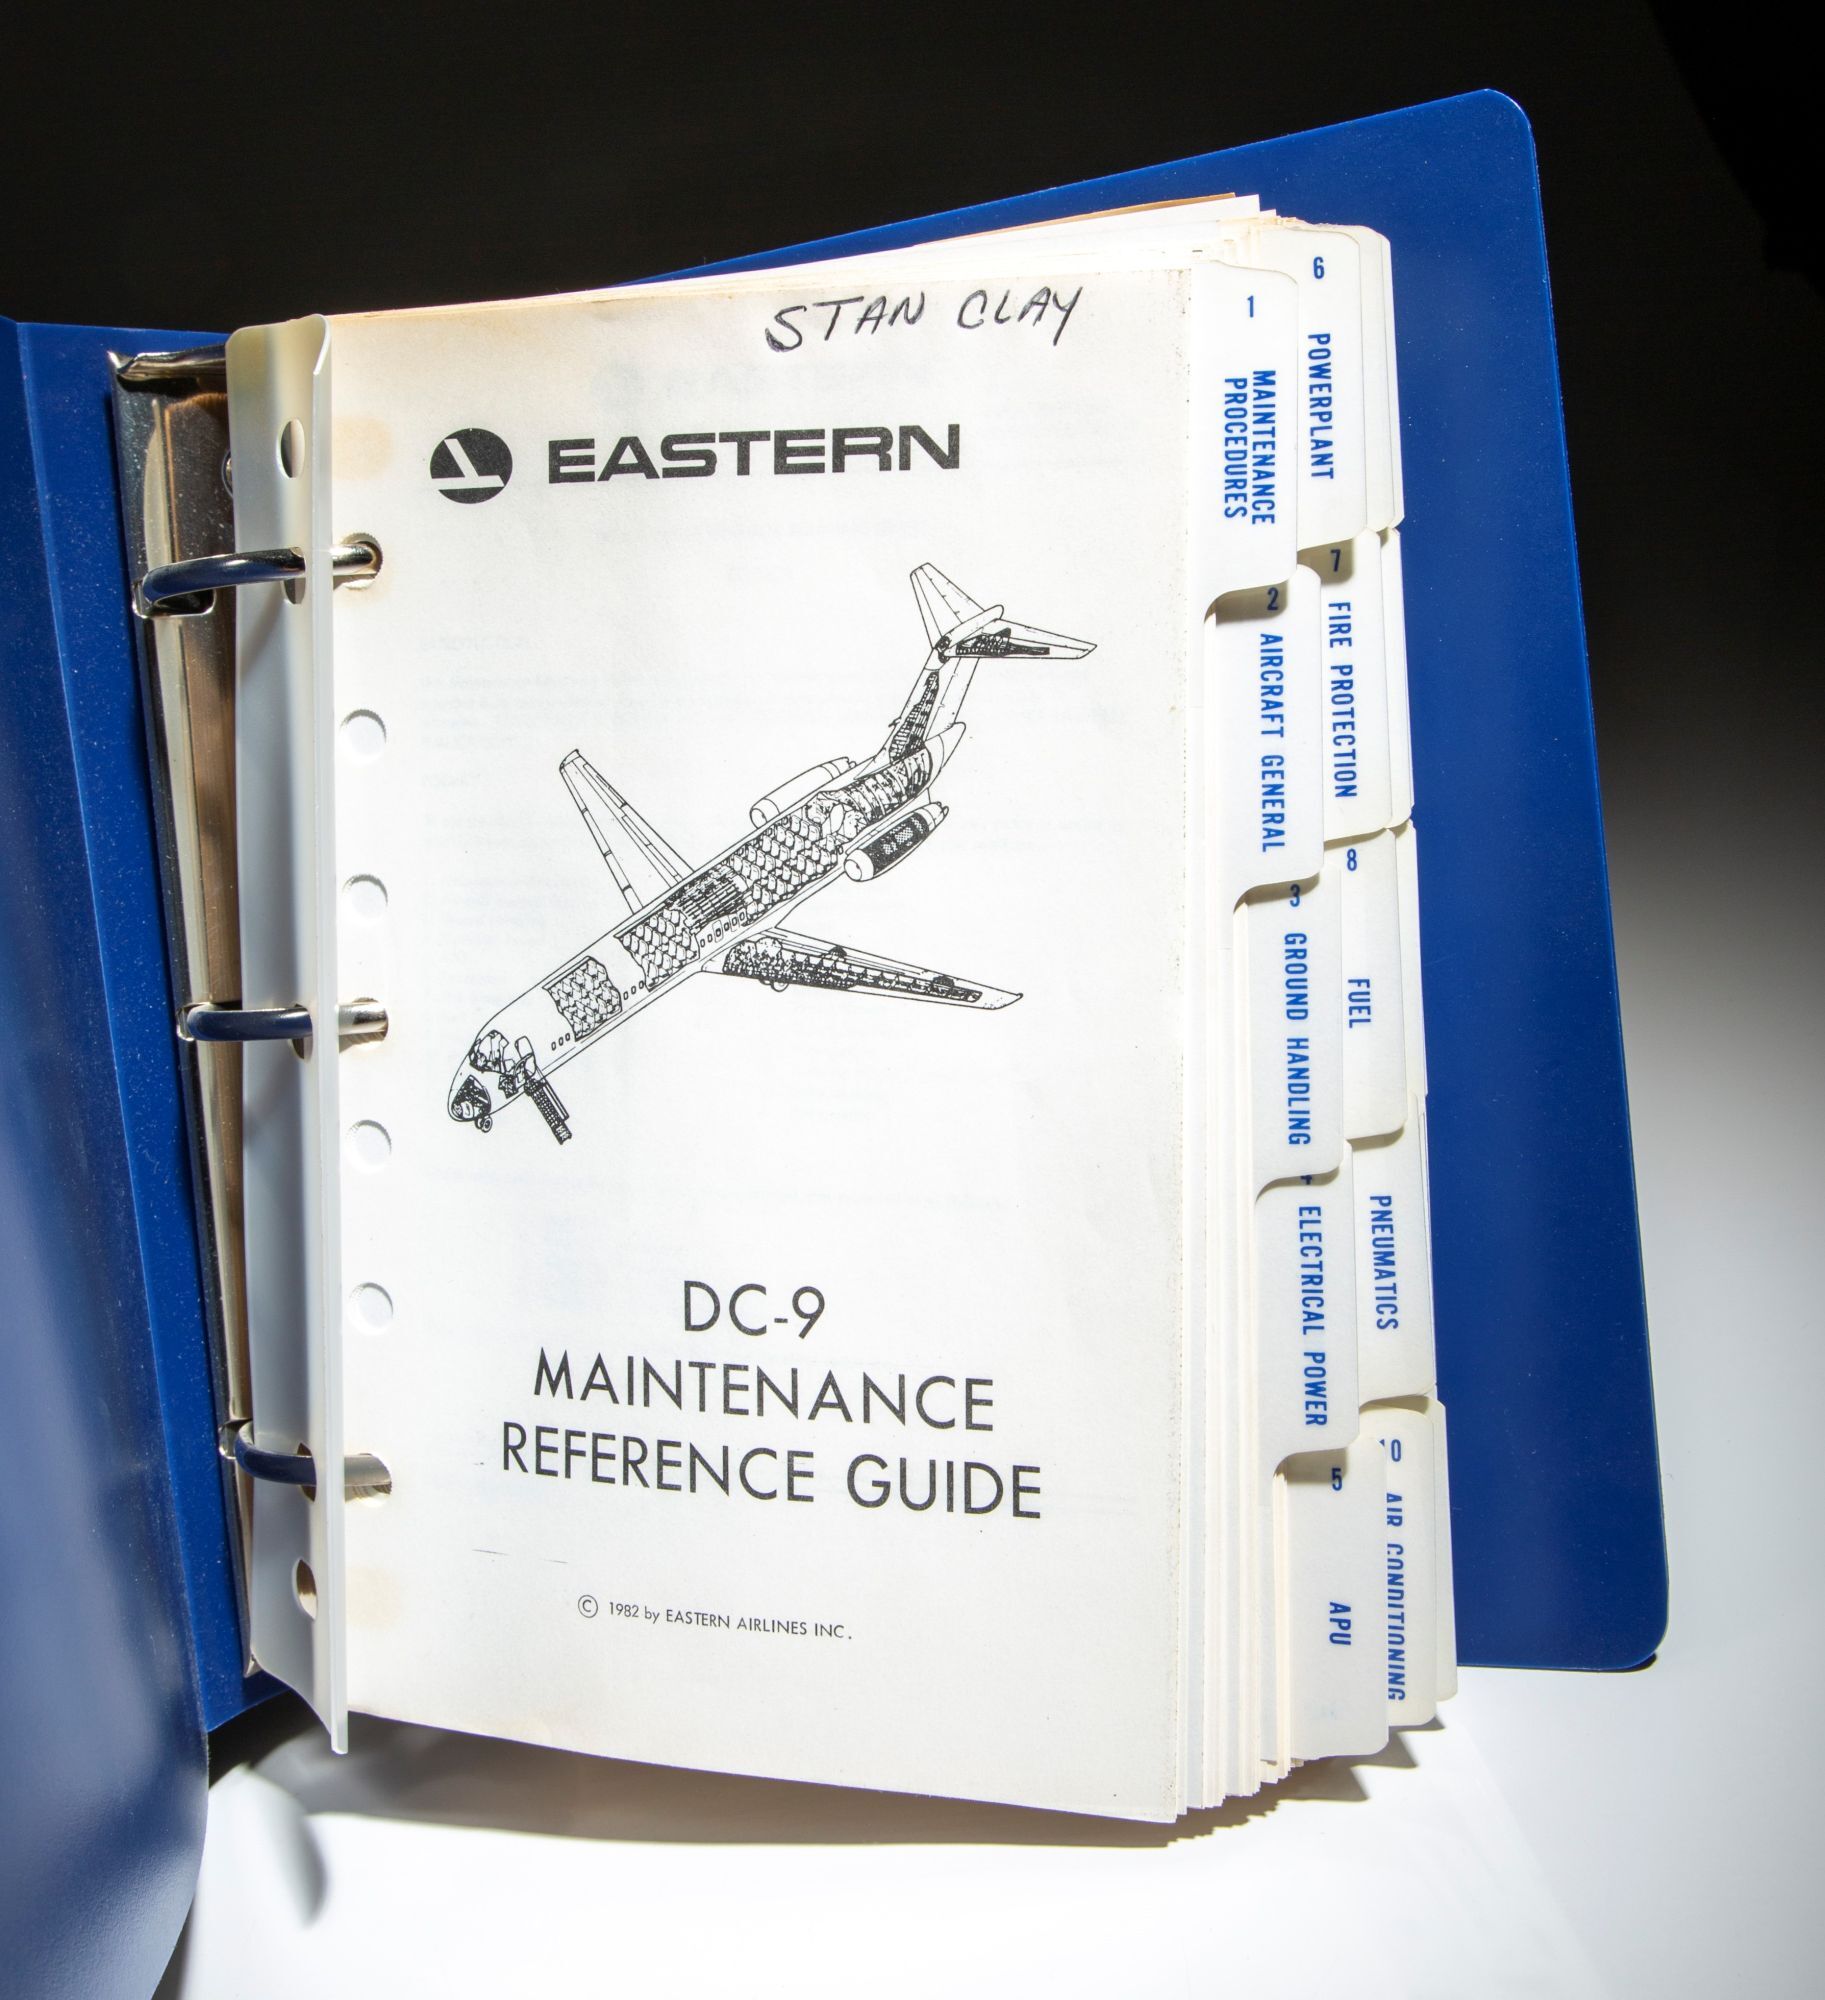 STAN CLAY
EASTERN
DC-9
MAINTENANCE
REFERENCE GUIDE
© 1982 by EASTERN AIRLINES INC.
1
MAINTENANCE
PROCEDURES
2 AIRCRAFT GENERAL
3 GROUND HANDLING
ELECTRICAL POWER
5 APU
6 POWERPLANT
7 FIRE PROTECTION
8 FUEL
PNEUMATICS
10 AIR CONDITIONING